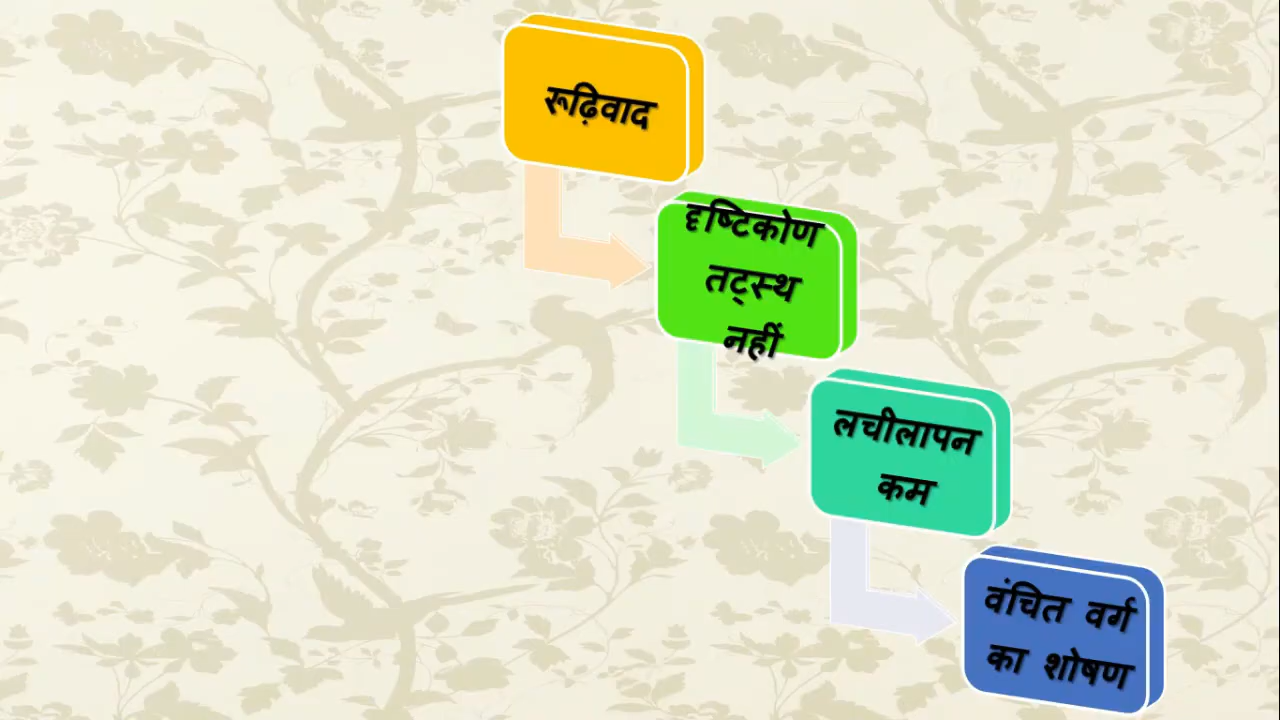 रूढ़िवाद
दृष्टिकोण
तट्स्थ
नहीं
लचीलापन
कम
वंचित वर्ग
का शोषण